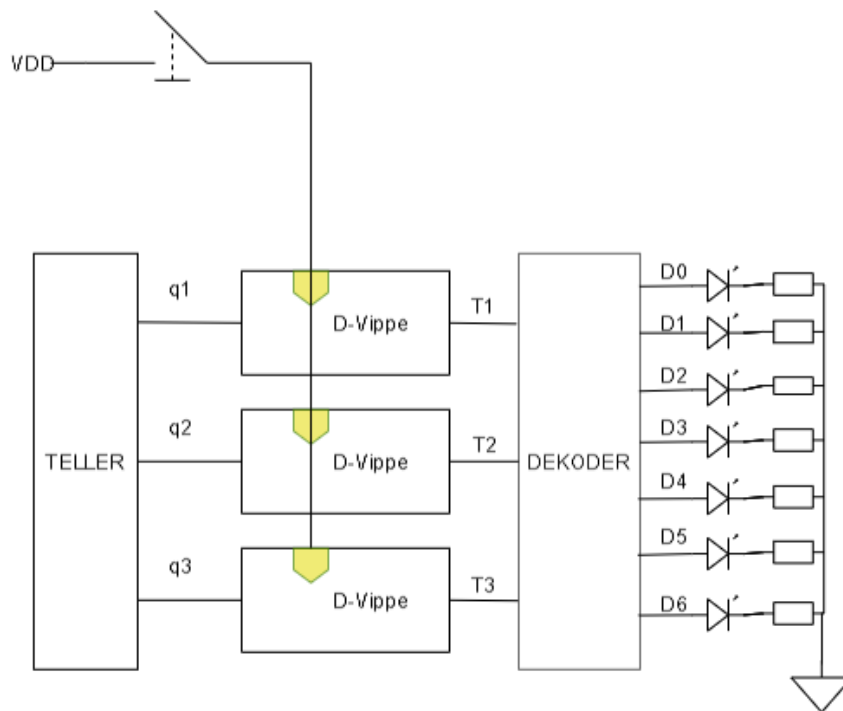 VDD
TELLER
q1
q2
q3
D-Vippe
D-Vippe
D-Vippe
T1
T2
T3
DEKODER
D0
D1
D2
D3
D4
D5
D6